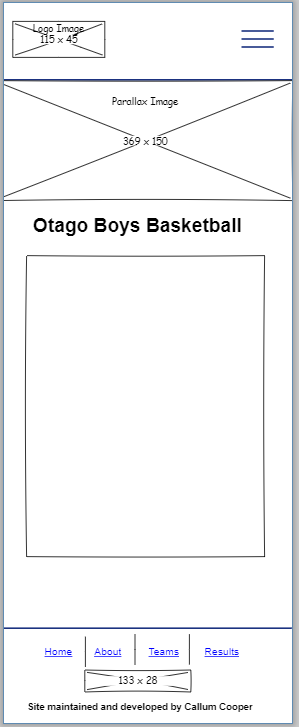 Logo Image
115 x 45
Parallax Image
369 x 150
Otago Boys Basketball
Home About Teams Results
133 x 28
Site maintained and developed by Callum Cooper